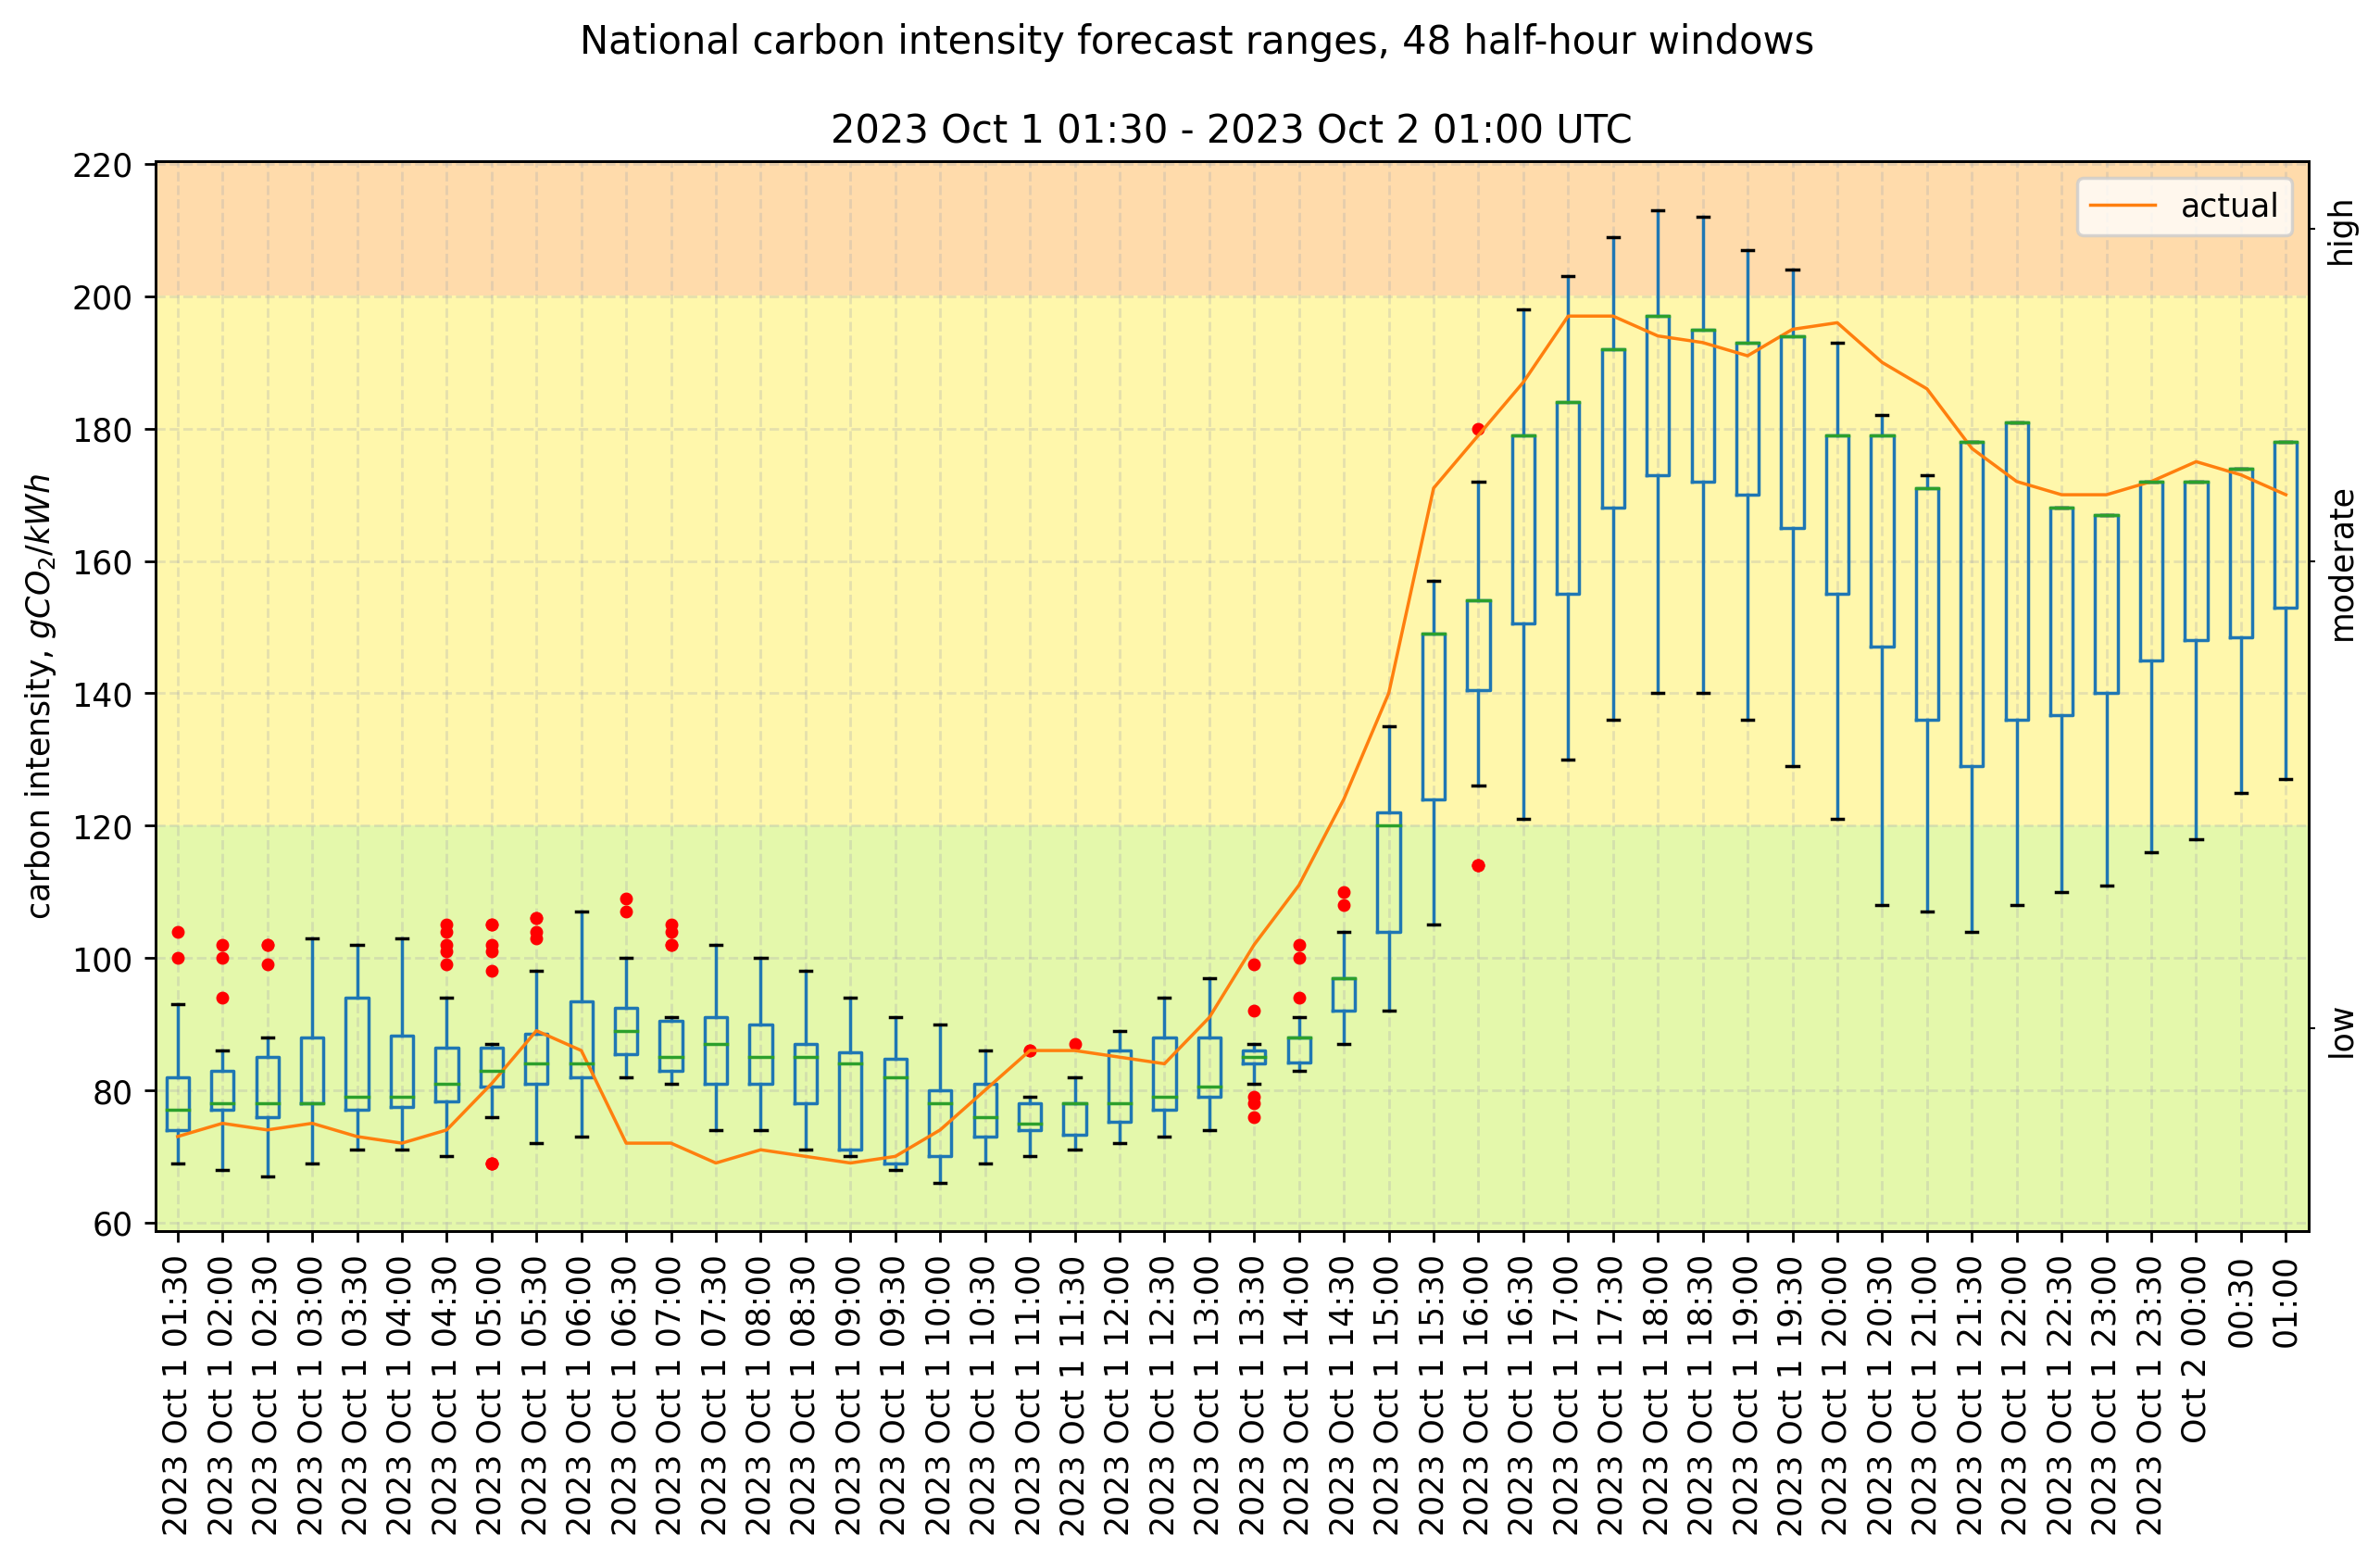 National carbon intensity forecast ranges, 48 half-hour windows
2023 Oct 1 01:30 - 2023 Oct 2 01:00 UTC
actual
carbon intensity, gCO₂/kWh
220
200
180
160
140
120
100
80
60
high
moderate
low
2023 Oct 1 01:30
2023 Oct 1 02:00
2023 Oct 1 02:30
2023 Oct 1 03:00
2023 Oct 1 03:30
2023 Oct 1 04:00
2023 Oct 1 04:30
2023 Oct 1 05:00
2023 Oct 1 05:30
2023 Oct 1 06:00
2023 Oct 1 06:30
2023 Oct 1 07:00
2023 Oct 1 07:30
2023 Oct 1 08:00
2023 Oct 1 08:30
2023 Oct 1 09:00
2023 Oct 1 09:30
2023 Oct 1 10:00
2023 Oct 1 10:30
2023 Oct 1 11:00
2023 Oct 1 11:30
2023 Oct 1 12:00
2023 Oct 1 12:30
2023 Oct 1 13:00
2023 Oct 1 13:30
2023 Oct 1 14:00
2023 Oct 1 14:30
2023 Oct 1 15:00
2023 Oct 1 15:30
2023 Oct 1 16:00
2023 Oct 1 16:30
2023 Oct 1 17:00
2023 Oct 1 17:30
2023 Oct 1 18:00
2023 Oct 1 18:30
2023 Oct 1 19:00
2023 Oct 1 19:30
2023 Oct 1 20:00
2023 Oct 1 20:30
2023 Oct 1 21:00
2023 Oct 1 21:30
2023 Oct 1 22:00
2023 Oct 1 22:30
2023 Oct 1 23:00
2023 Oct 1 23:30
Oct 2 00:00
00:30
01:00